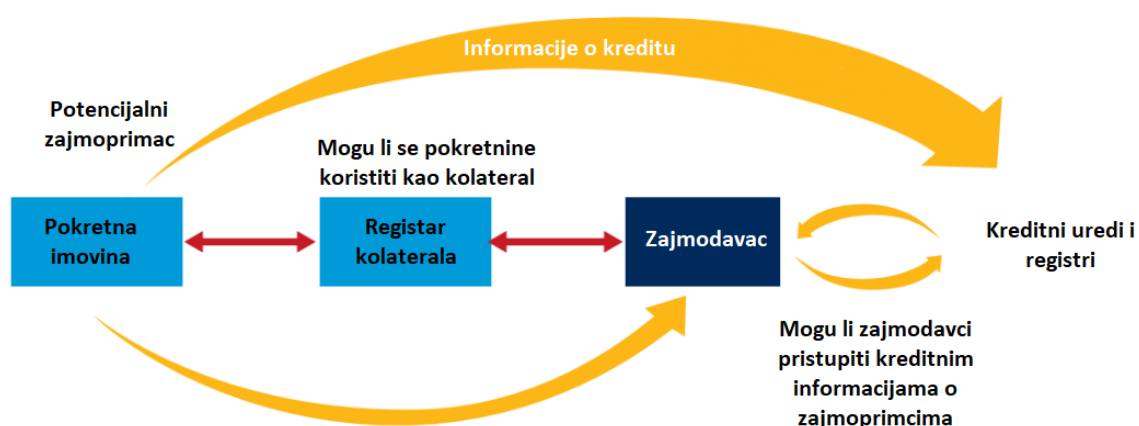 Informacije o kreditu
Potencijalni
zajmoprimac
Mogu li se pokretnine
koristiti kao kolateral
Pokretna
imovina
Registar
kolaterala
Zajmodavac
Kreditni uredi i
registri
Mogu li zajmodavci
pristupiti kreditnim
informacijama o
zajmoprimcima